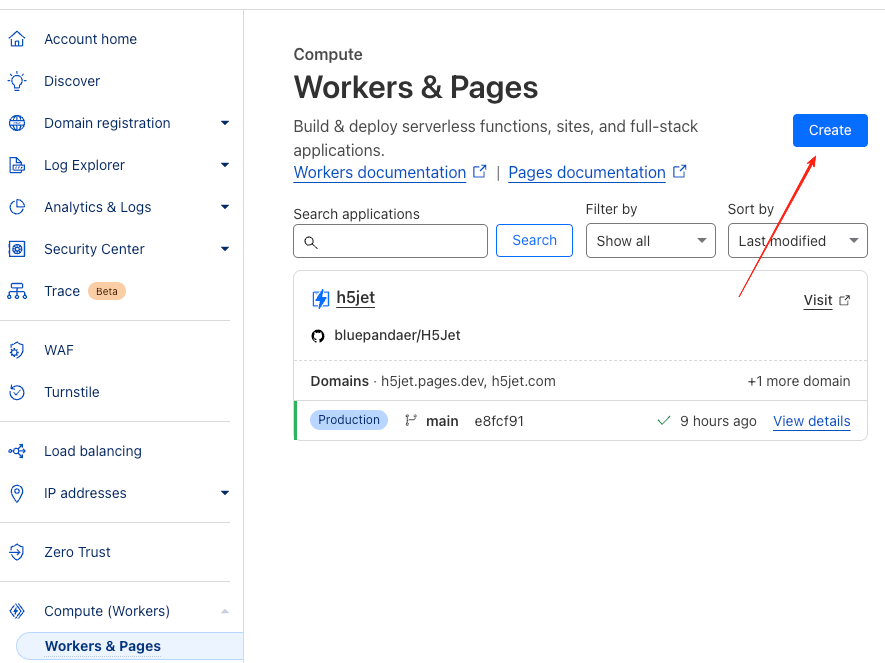 Account home
Discover
Domain registration
Log Explorer
Analytics & Logs
Security Center
Trace Beta
WAF
Turnstile
Load balancing
IP addresses
Zero Trust
Compute (Workers)
Workers & Pages
Compute
Workers & Pages
Build & deploy serverless functions, sites, and full-stack
applications.
Create
Workers documentation | Pages documentation
Search applications
Filter by
Sort by
Search
Show all
Last modified
h5jet
Visit
bluepandaer/H5Jet
Domains · h5jet.pages.dev, h5jet.com
+1 more domain
Production main e8fcf91
9 hours ago View details